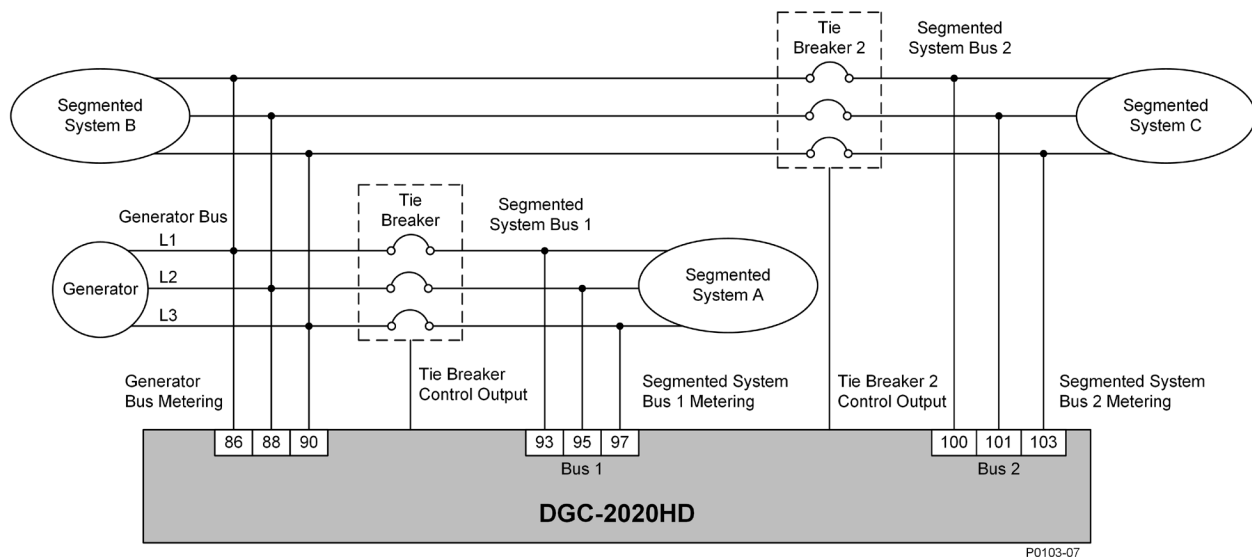 Tie
Breaker 2
Segmented
System Bus 2
Segmented
System B
Segmented
System C
Generator Bus
Tie
Breaker
Segmented
System Bus 1
L1
L2
L3
Generator
Segmented
System A
Generator
Bus Metering
Tie Breaker
Control Output
Segmented System
Bus 1 Metering
Tie Breaker 2
Control Output
Segmented System
Bus 2 Metering
86 88 90
93 95 97
100 101 103
Bus 1
Bus 2
DGC-2020HD
P0103-07